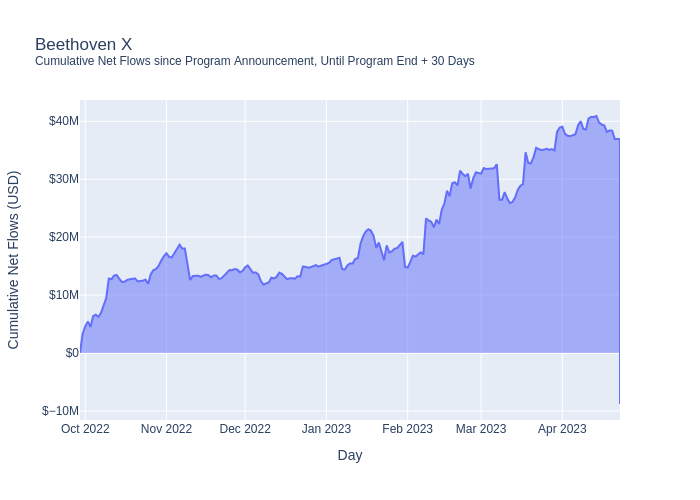 Beethoven X
Cumulative Net Flows since Program Announcement, Until Program End + 30 Days
Cumulative Net Flows (USD)
$40M
$30M
$20M
$10M
$0
$−10M
Oct 2022 Nov 2022 Dec 2022 Jan 2023 Feb 2023 Mar 2023 Apr 2023
Day